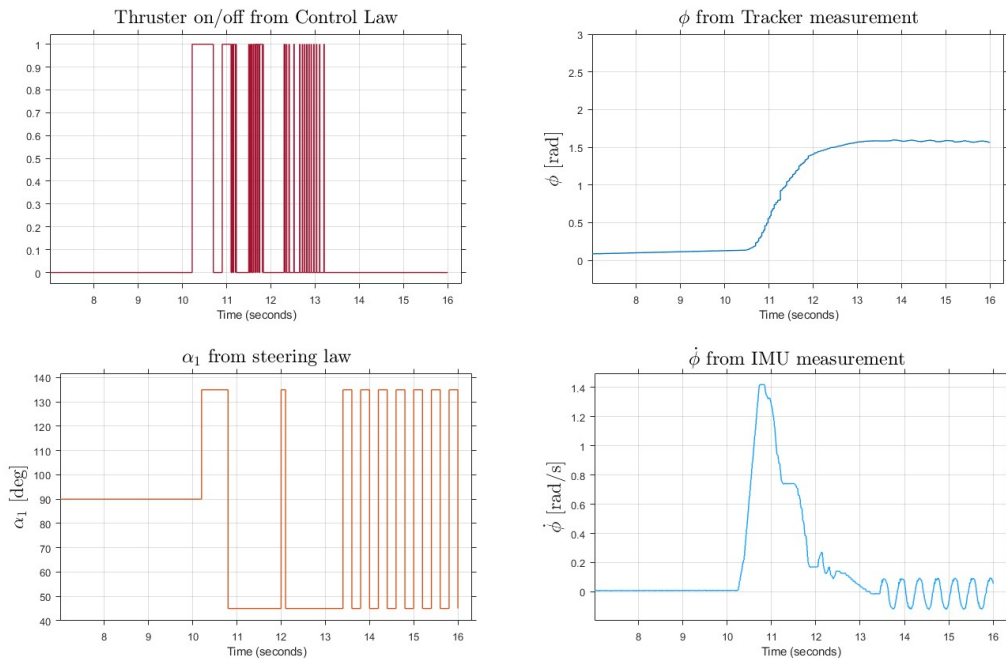 Thruster on/off from Control Law
1
0.9
0.8
0.7
0.6
0.5
0.4
0.3
0.2
0.1
0
8 9 10 11 12 13 14 15 16
Time (seconds)
ϕ from Tracker measurement
ϕ [rad]
3
2.5
2
1.5
1
0.5
0
8 9 10 11 12 13 14 15 16
Time (seconds)
α₁ from steering law
α₁ [deg]
140
130
120
110
100
90
80
70
60
50
40
8 9 10 11 12 13 14 15 16
Time (seconds)
ϕ̇ from IMU measurement
ϕ̇ [rad/s]
1.4
1.2
1
0.8
0.6
0.4
0.2
0
8 9 10 11 12 13 14 15 16
Time (seconds)